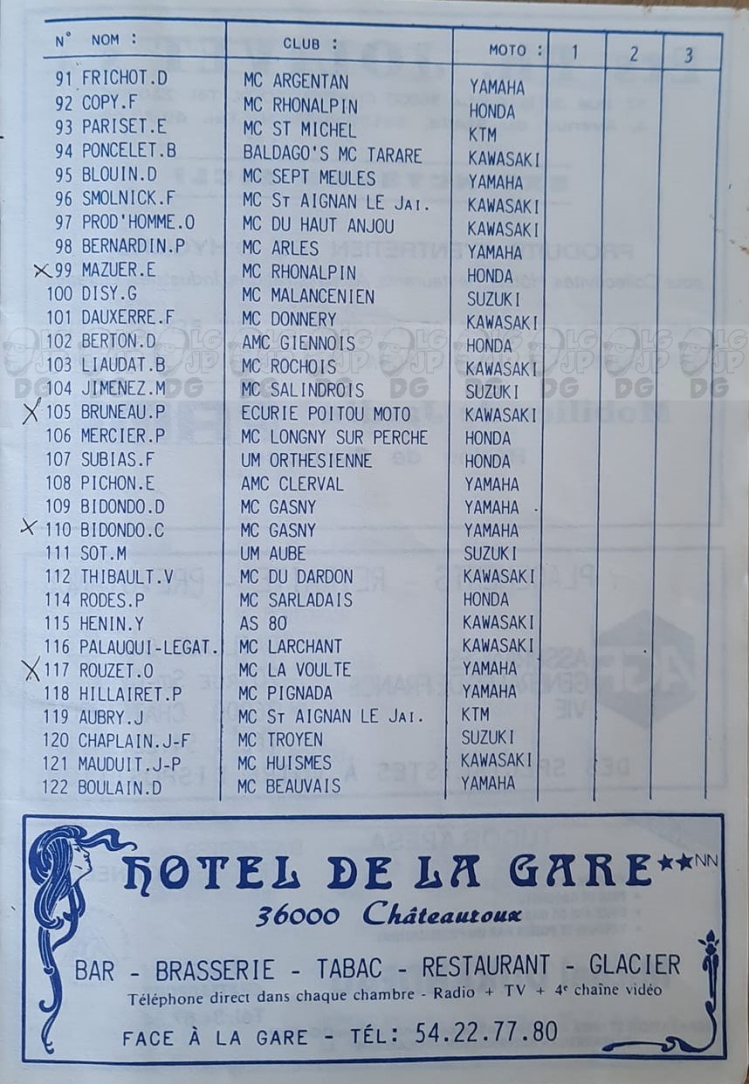 N° NOM : CLUB : MOTO : 1 2 3
91 FRICHOT.D MC ARGENTAN YAMAHA
92 COPY.F MC RHONALPIN HONDA
93 PARISET.E MC ST MICHEL KTM
94 PONCELET.B BALDAGO'S MC TARARE KAWASAKI
95 BLOUIN.D MC SEPT MEULES YAMAHA
96 SMOLNICK.F MC ST AIGNAN LE JAI. KAWASAKI
97 PROD'HOMME.O MC DU HAUT ANJOU KAWASAKI
98 BERNARDIN.P MC ARLES YAMAHA
X 99 MAZUER.E MC RHONALPIN HONDA
100 DISY.G MC MALANCENIEN SUZUKI
101 DAUXERRE.F MC DONNERY KAWASAKI
102 BERTON.D AMC GIENNOIS HONDA
103 LIAUDAT.B MC ROCHOIS KAWASAKI
104 JIMENEZ.M MC SALINDROIS SUZUKI
X 105 BRUNEAU.P ECURIE POITOU MOTO KAWASAKI
106 MERCIER.P MC LONGNY SUR PERCHE HONDA
107 SUBIAS.F UM ORTHESIENNE HONDA
108 PICHON.E AMC CLERVAL YAMAHA
109 BIDONDO.D MC GASNY YAMAHA
X 110 BIDONDO.C MC GASNY YAMAHA
111 SOT.M UM AUBE SUZUKI
112 THIBAULT.V MC DU DARDON KAWASAKI
114 RODES.P MC SARLADAIS HONDA
115 HENIN.Y AS 80 KAWASAKI
116 PALAUQUI-LEGAT. MC LARCHANT KAWASAKI
X 117 ROUZET.O MC LA VOULTE YAMAHA
118 HILLAIRET.P MC PIGNADA YAMAHA
119 AUBRY.J MC ST AIGNAN LE JAI. KTM
120 CHAPLAIN.J-F MC TROYEN SUZUKI
121 MAUDUIT.J-P MC HUISMES KAWASAKI
122 BOULAIN.D MC BEAUVAIS YAMAHA
HOTEL DE LA GARE ★★NN
36000 Châteauroux
BAR - BRASSERIE - TABAC - RESTAURANT - GLACIER
Téléphone direct dans chaque chambre - Radio + TV + 4e chaîne vidéo
FACE À LA GARE - TÉL: 54.22.77.80